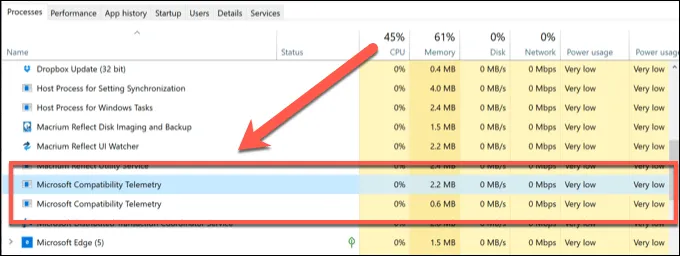 Processes Performance App history Startup Users Details Services
45% 61% 0% 0%
Name Status CPU Memory Disk Network Power usage Power usag
Dropbox Update (32 bit) 0% 0.4 MB 0 MB/s 0 Mbps Very low Very low
Host Process for Setting Synchronization 0% 4.0 MB 0 MB/s 0 Mbps Very low Very low
Host Process for Windows Tasks 0% 2.4 MB 0 MB/s 0 Mbps Very low Very low
Macrium Reflect Disk Imaging and Backup 0% 1.5 MB 0 MB/s 0 Mbps Very low Very low
Macrium Reflect UI Watcher 0% 2.2 MB 0 MB/s 0 Mbps Very low Very low
Macrium Reflect Utility Service 0% 2.4 MB 0 MB/s 0 Mbps Very low Very low
Microsoft Compatibility Telemetry 0% 2.2 MB 0 MB/s 0 Mbps Very low Very low
Microsoft Compatibility Telemetry 0% 0.6 MB 0 MB/s 0 Mbps Very low Very low
Microsoft Distributed Transaction Coordinator Service 0% 0 MB/s 0 Mbps Very low Very low
Microsoft Edge (5) 0% 1.5 MB 0 MB/s 0 Mbps Very low Very low